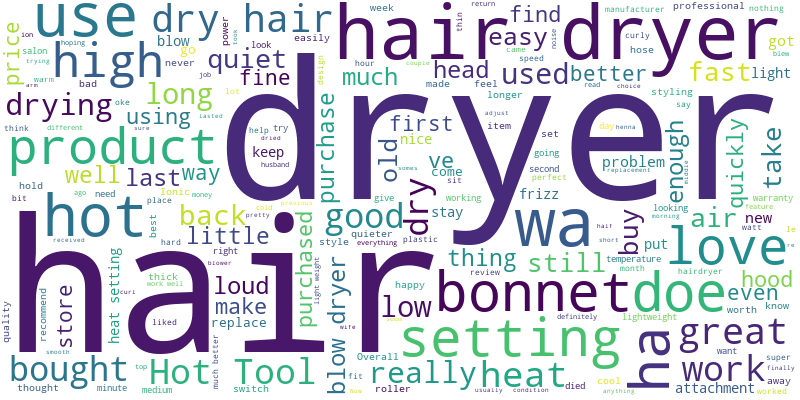 use dry hair hair dryer
price high blow quiet find easy
salon trying hoping ion warm bad go never look easily power week
fine much head used better fast light got
drying long using
think different oke sure lasted lot job
product dryer
well last way keep help try dried husband
hold bit need place Ionic money ago
purchase first nice old ve come item
thin return came speed made feel longer
manufacturer nothing professional curly hose noise read choice styling say
set going second perfect day henna replacement
problem enough quickly take
adjust dry sit working frizz stay
hot back little good wa buy air new
best hard received pretty cold previous
style quieter everything plastic give
looking morning warranty feature watt
put love
hair loud purchased thing still
quality recommend store heat setting thick curl liked work well blower right
light weight happy review temperature month hairdryer half short
low bonnet doe hood even
make replace blow dryer worth know
setting ha great
definitely lightweight want super finally
bought Hot Tool really heat work
smooth thought minute top medium much better switch
Overall wife fit roller usually condition died cool anything
attachment away worked